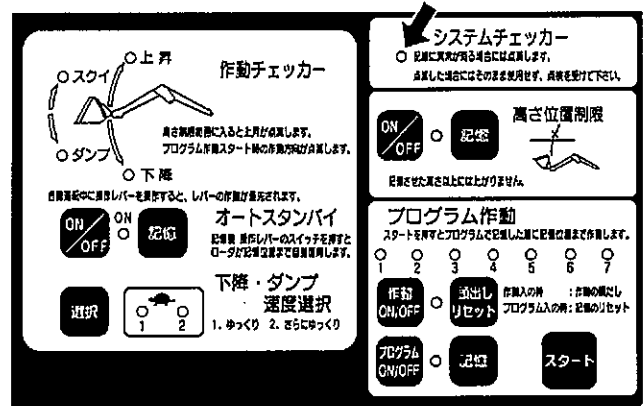 作動チェッカー
上昇
スクイ
ダンプ
下降
高さ制限範囲に入ると上昇が点滅します。
プログラム作動スタート時の作動方向が点滅します。
自動運転中に操作レバーを操作すると、レバーの作動が優先されます。
ON/OFF
ON
記憶
オートスタンバイ
記憶後 操作レバーのスイッチを押すと
ローダが記憶位置まで自動復帰します。
選択
1 2
下降・ダンプ
速度選択
1. ゆっくり 2. さらにゆっくり
システムチェッカー
記憶に異常が有る場合には点滅します。
点滅した場合にはそのまま使用せず、点検を受けて下さい。
ON/OFF
記憶
高さ位置制限
記憶させた高さ以上には上がりません。
プログラム作動
スタートを押すとプログラムで記憶した順に記憶位置まで作動します。
1 2 3 4 5 6 7
作動
ON/OFF
頭出し
リセット
作動入の時 :作動の頭だし
プログラム入の時:記憶のリセット
プログラム
ON/OFF
記憶
スタート